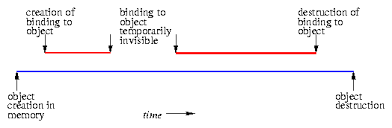 creation of
binding to
object
binding to
object
temporarily
invisible
destruction of
binding to
object
object
creation in
memory
time
object
destruction